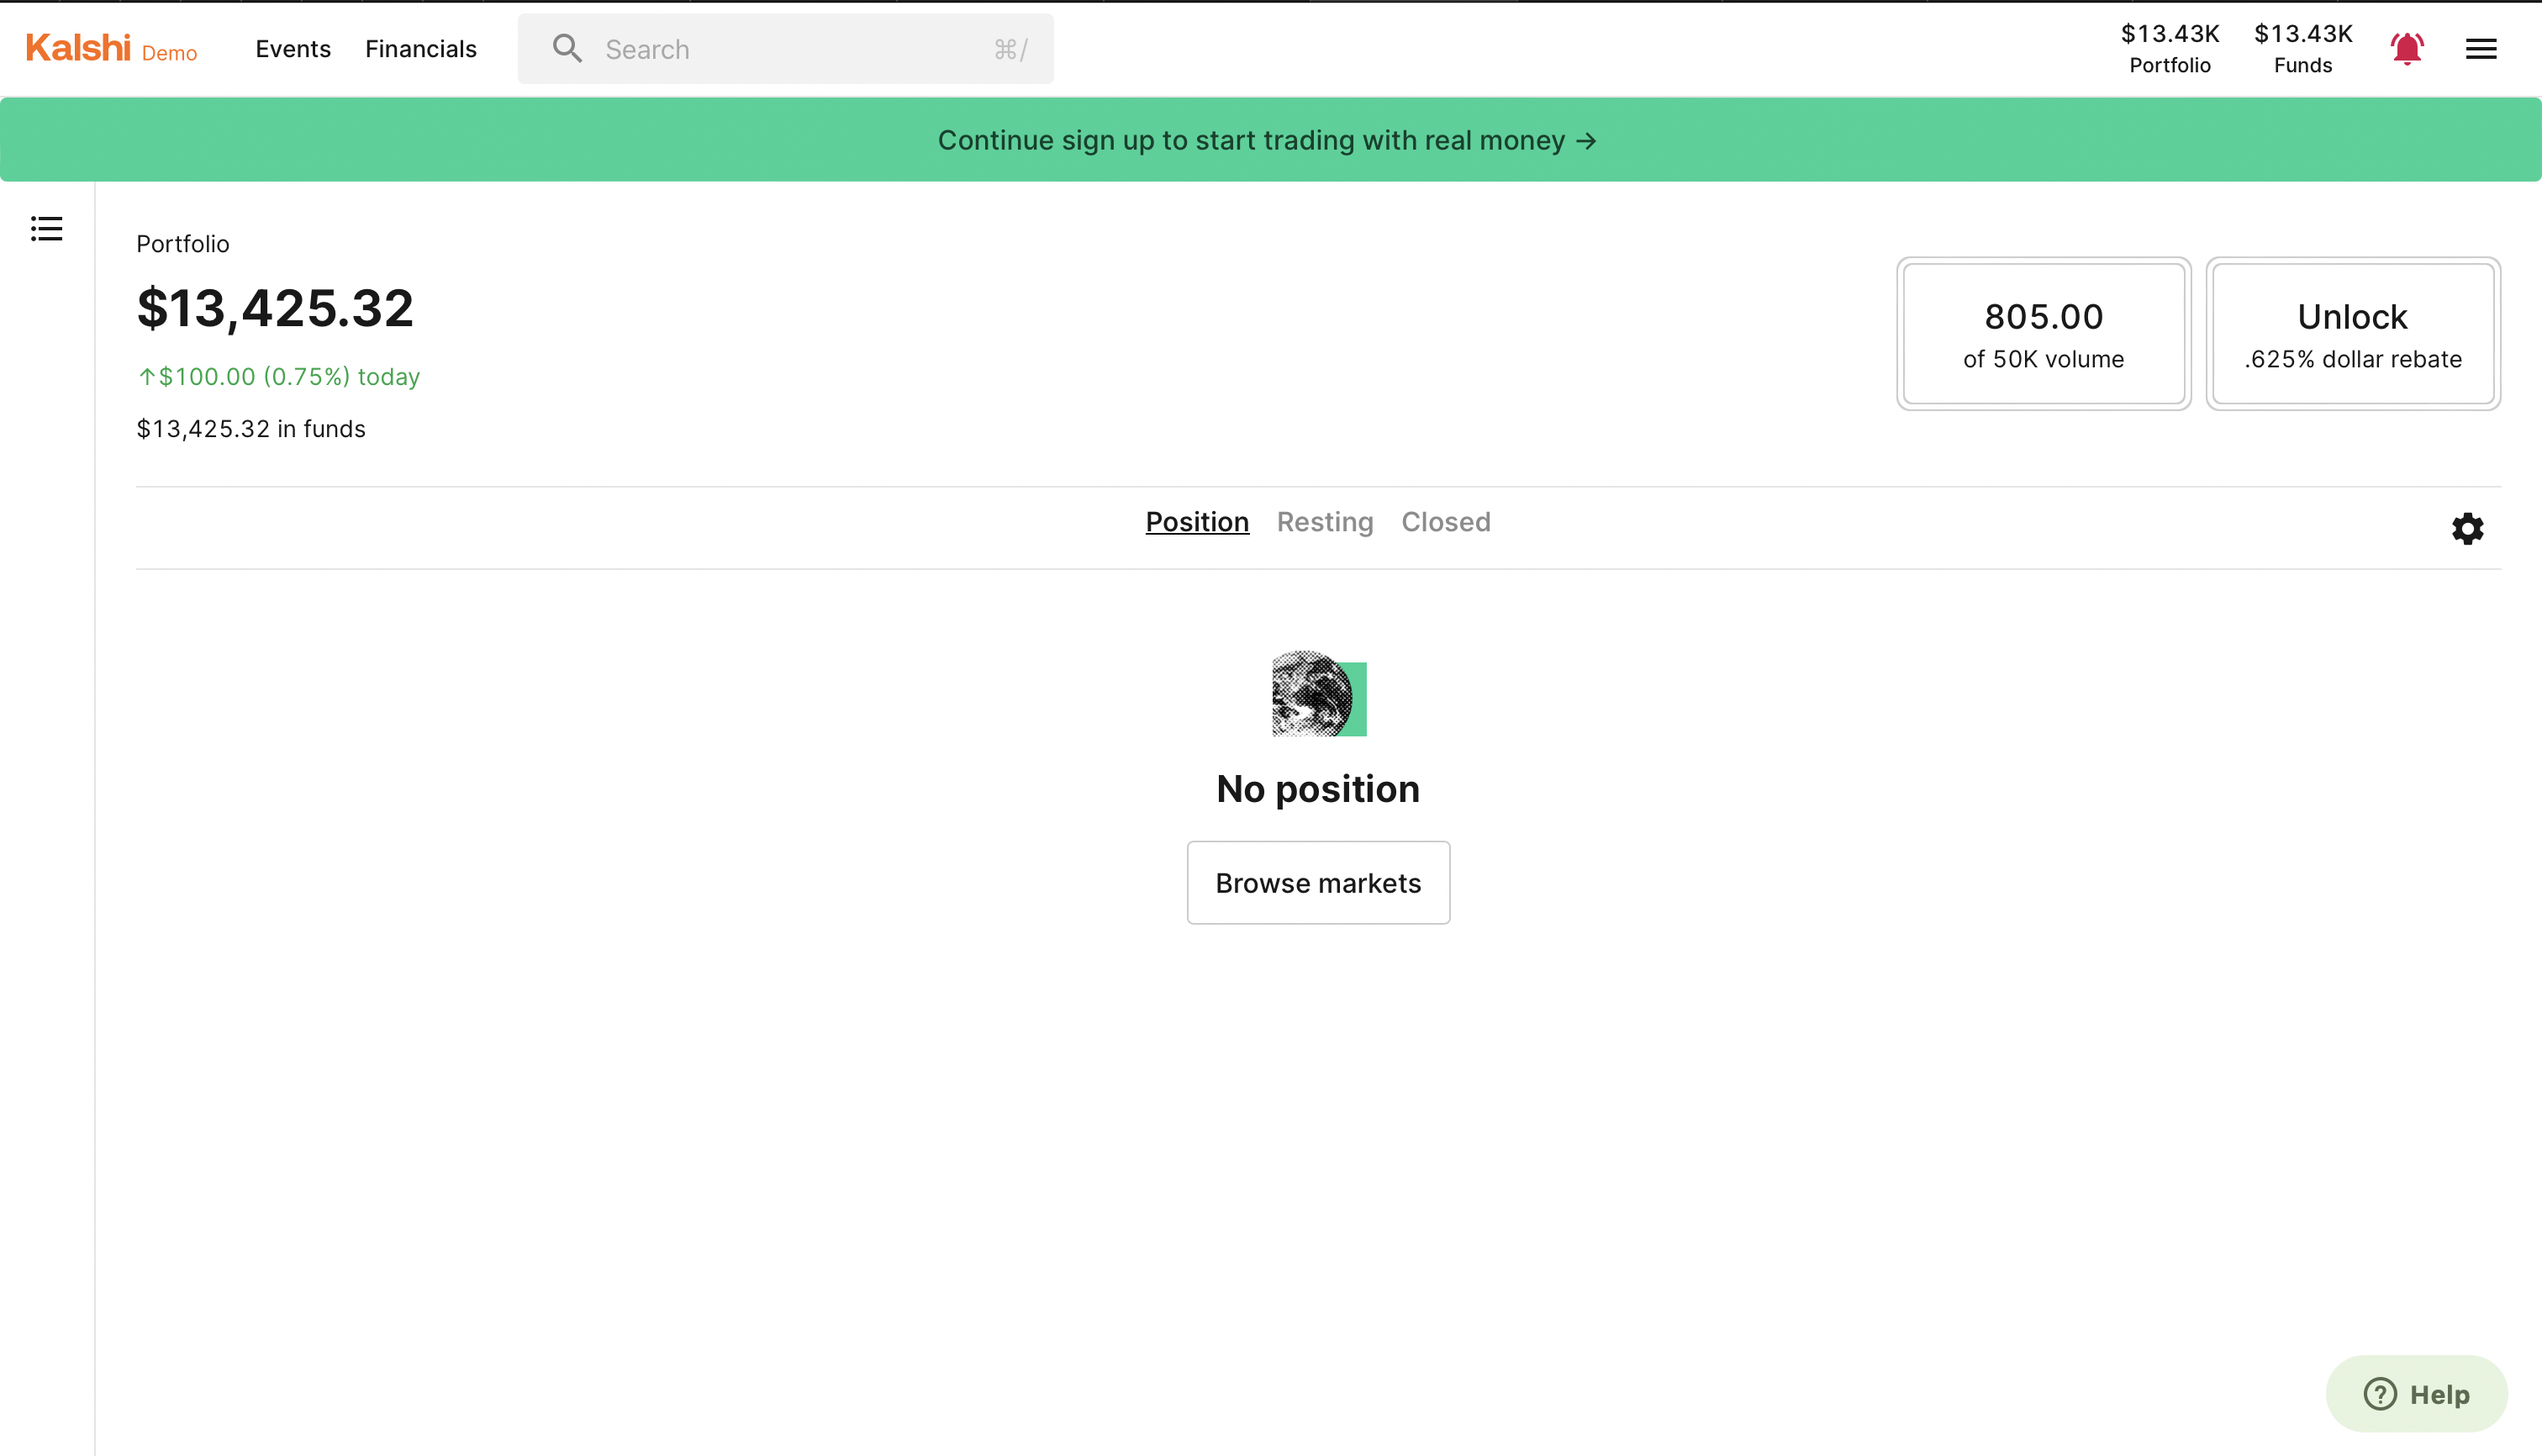 Kalshi Demo
Events
Financials
Search
⌘/
$13.43K
Portfolio
$13.43K
Funds
Continue sign up to start trading with real money →
Portfolio
$13,425.32
↑$100.00 (0.75%) today
$13,425.32 in funds
805.00
of 50K volume
Unlock
.625% dollar rebate
Position
Resting
Closed
No position
Browse markets
? Help